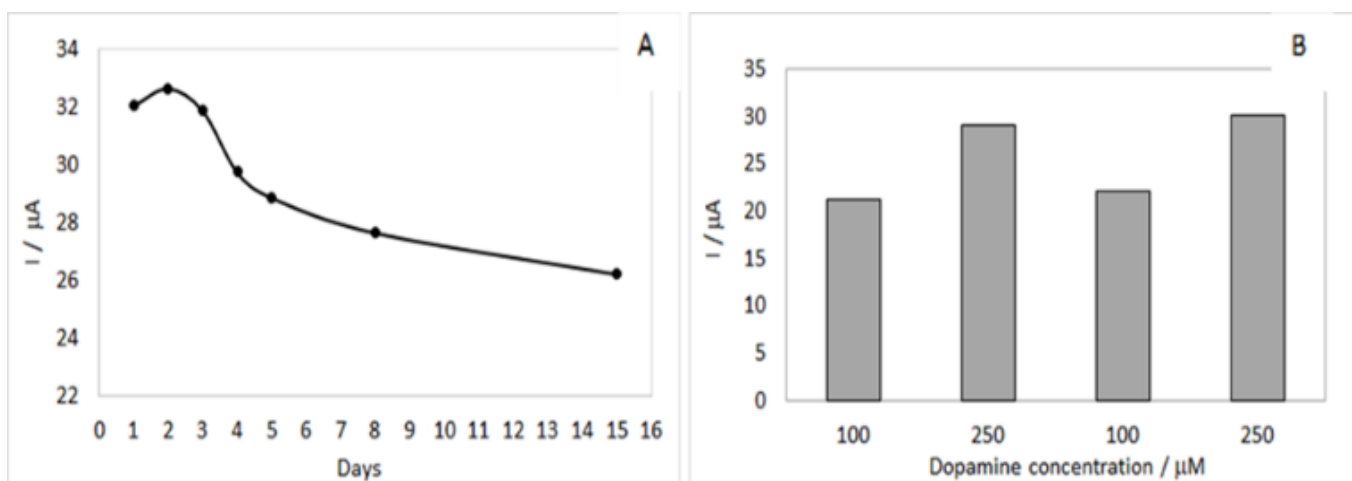 A
34
32
30
28
26
24
22
I / μA
0 1 2 3 4 5 6 7 8 9 10 11 12 13 14 15 16
Days
B
35
30
25
20
15
10
5
0
I / μA
100 250 100 250
Dopamine concentration / μM